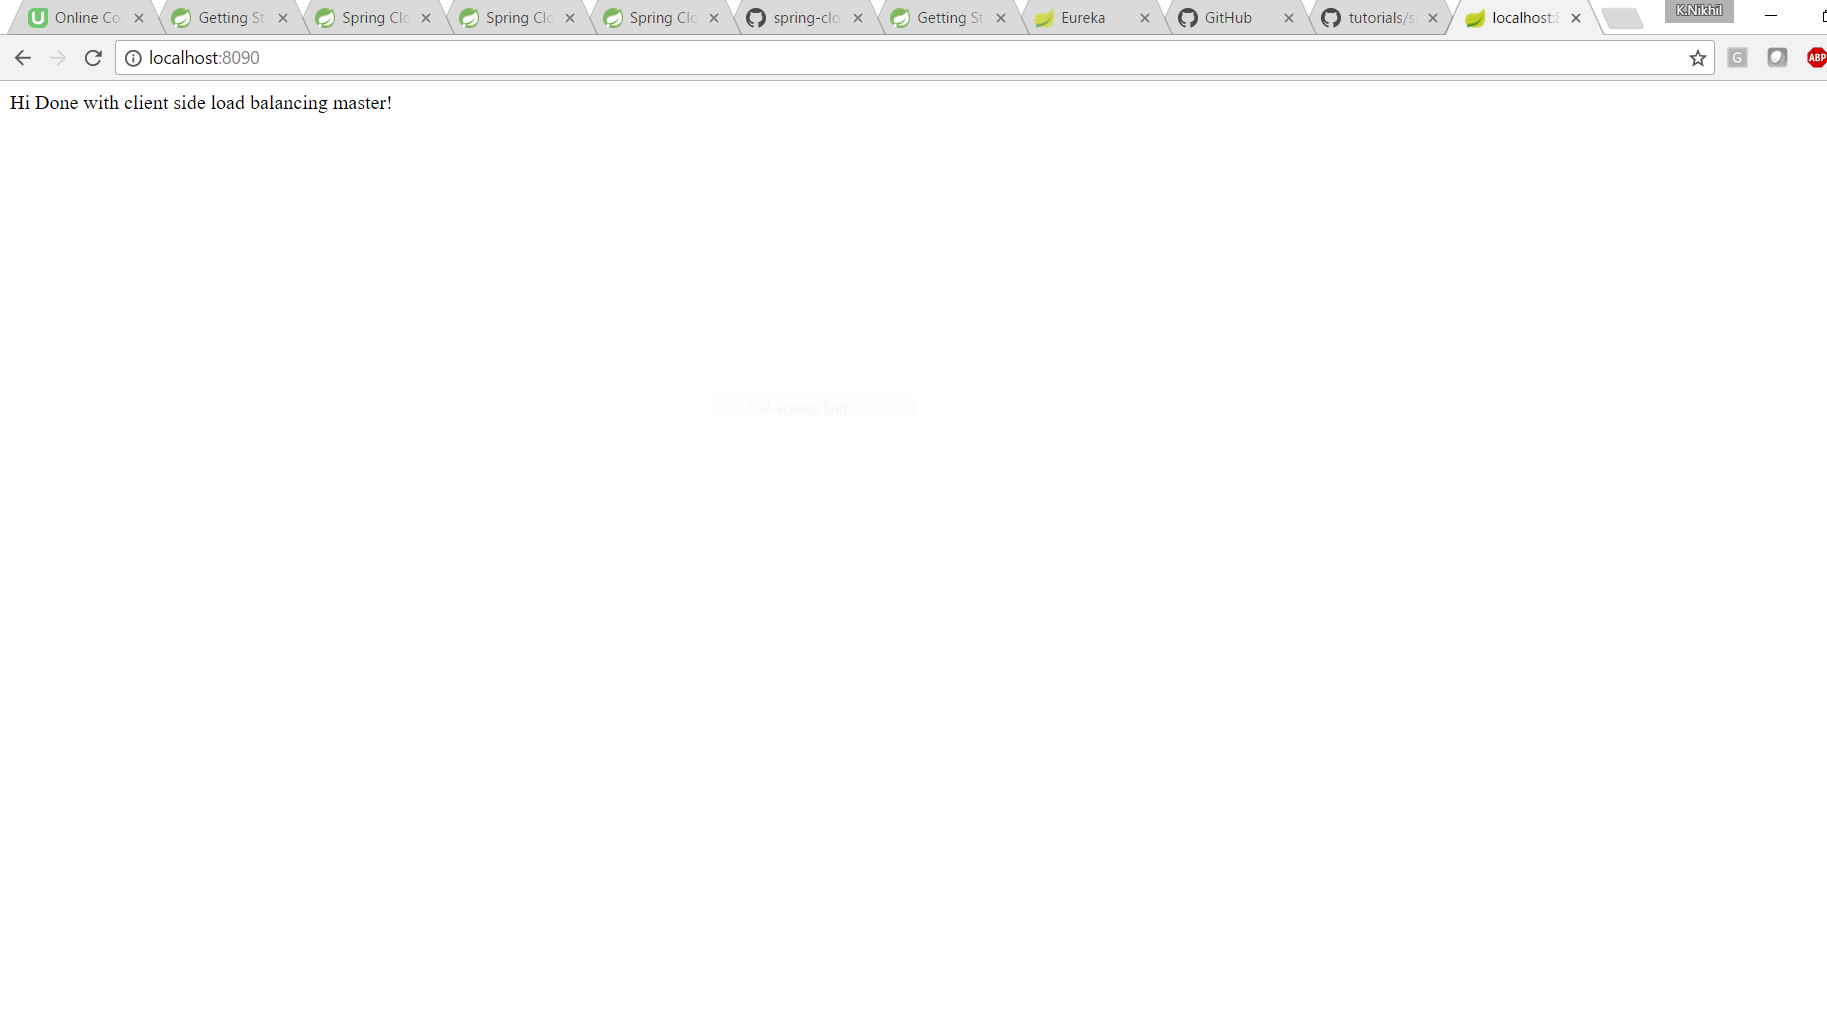 Online Co
Getting St
Spring Clo
Spring Clo
Spring Clo
spring-clo
Getting St
Eureka
GitHub
tutorials/s
localhost:8
K.Nikhil
localhost:8090
G
ABP
Hi Done with client side load balancing master!
Full-screen Snip